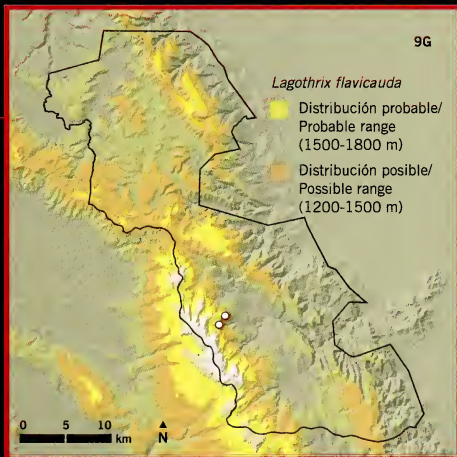 9G
Lagothrix flavicauda
Distribución probable/
Probable range
(1500-1800 m)
Distribución posible/
Possible range
(1200-1500 m)
0 5 10
km
N